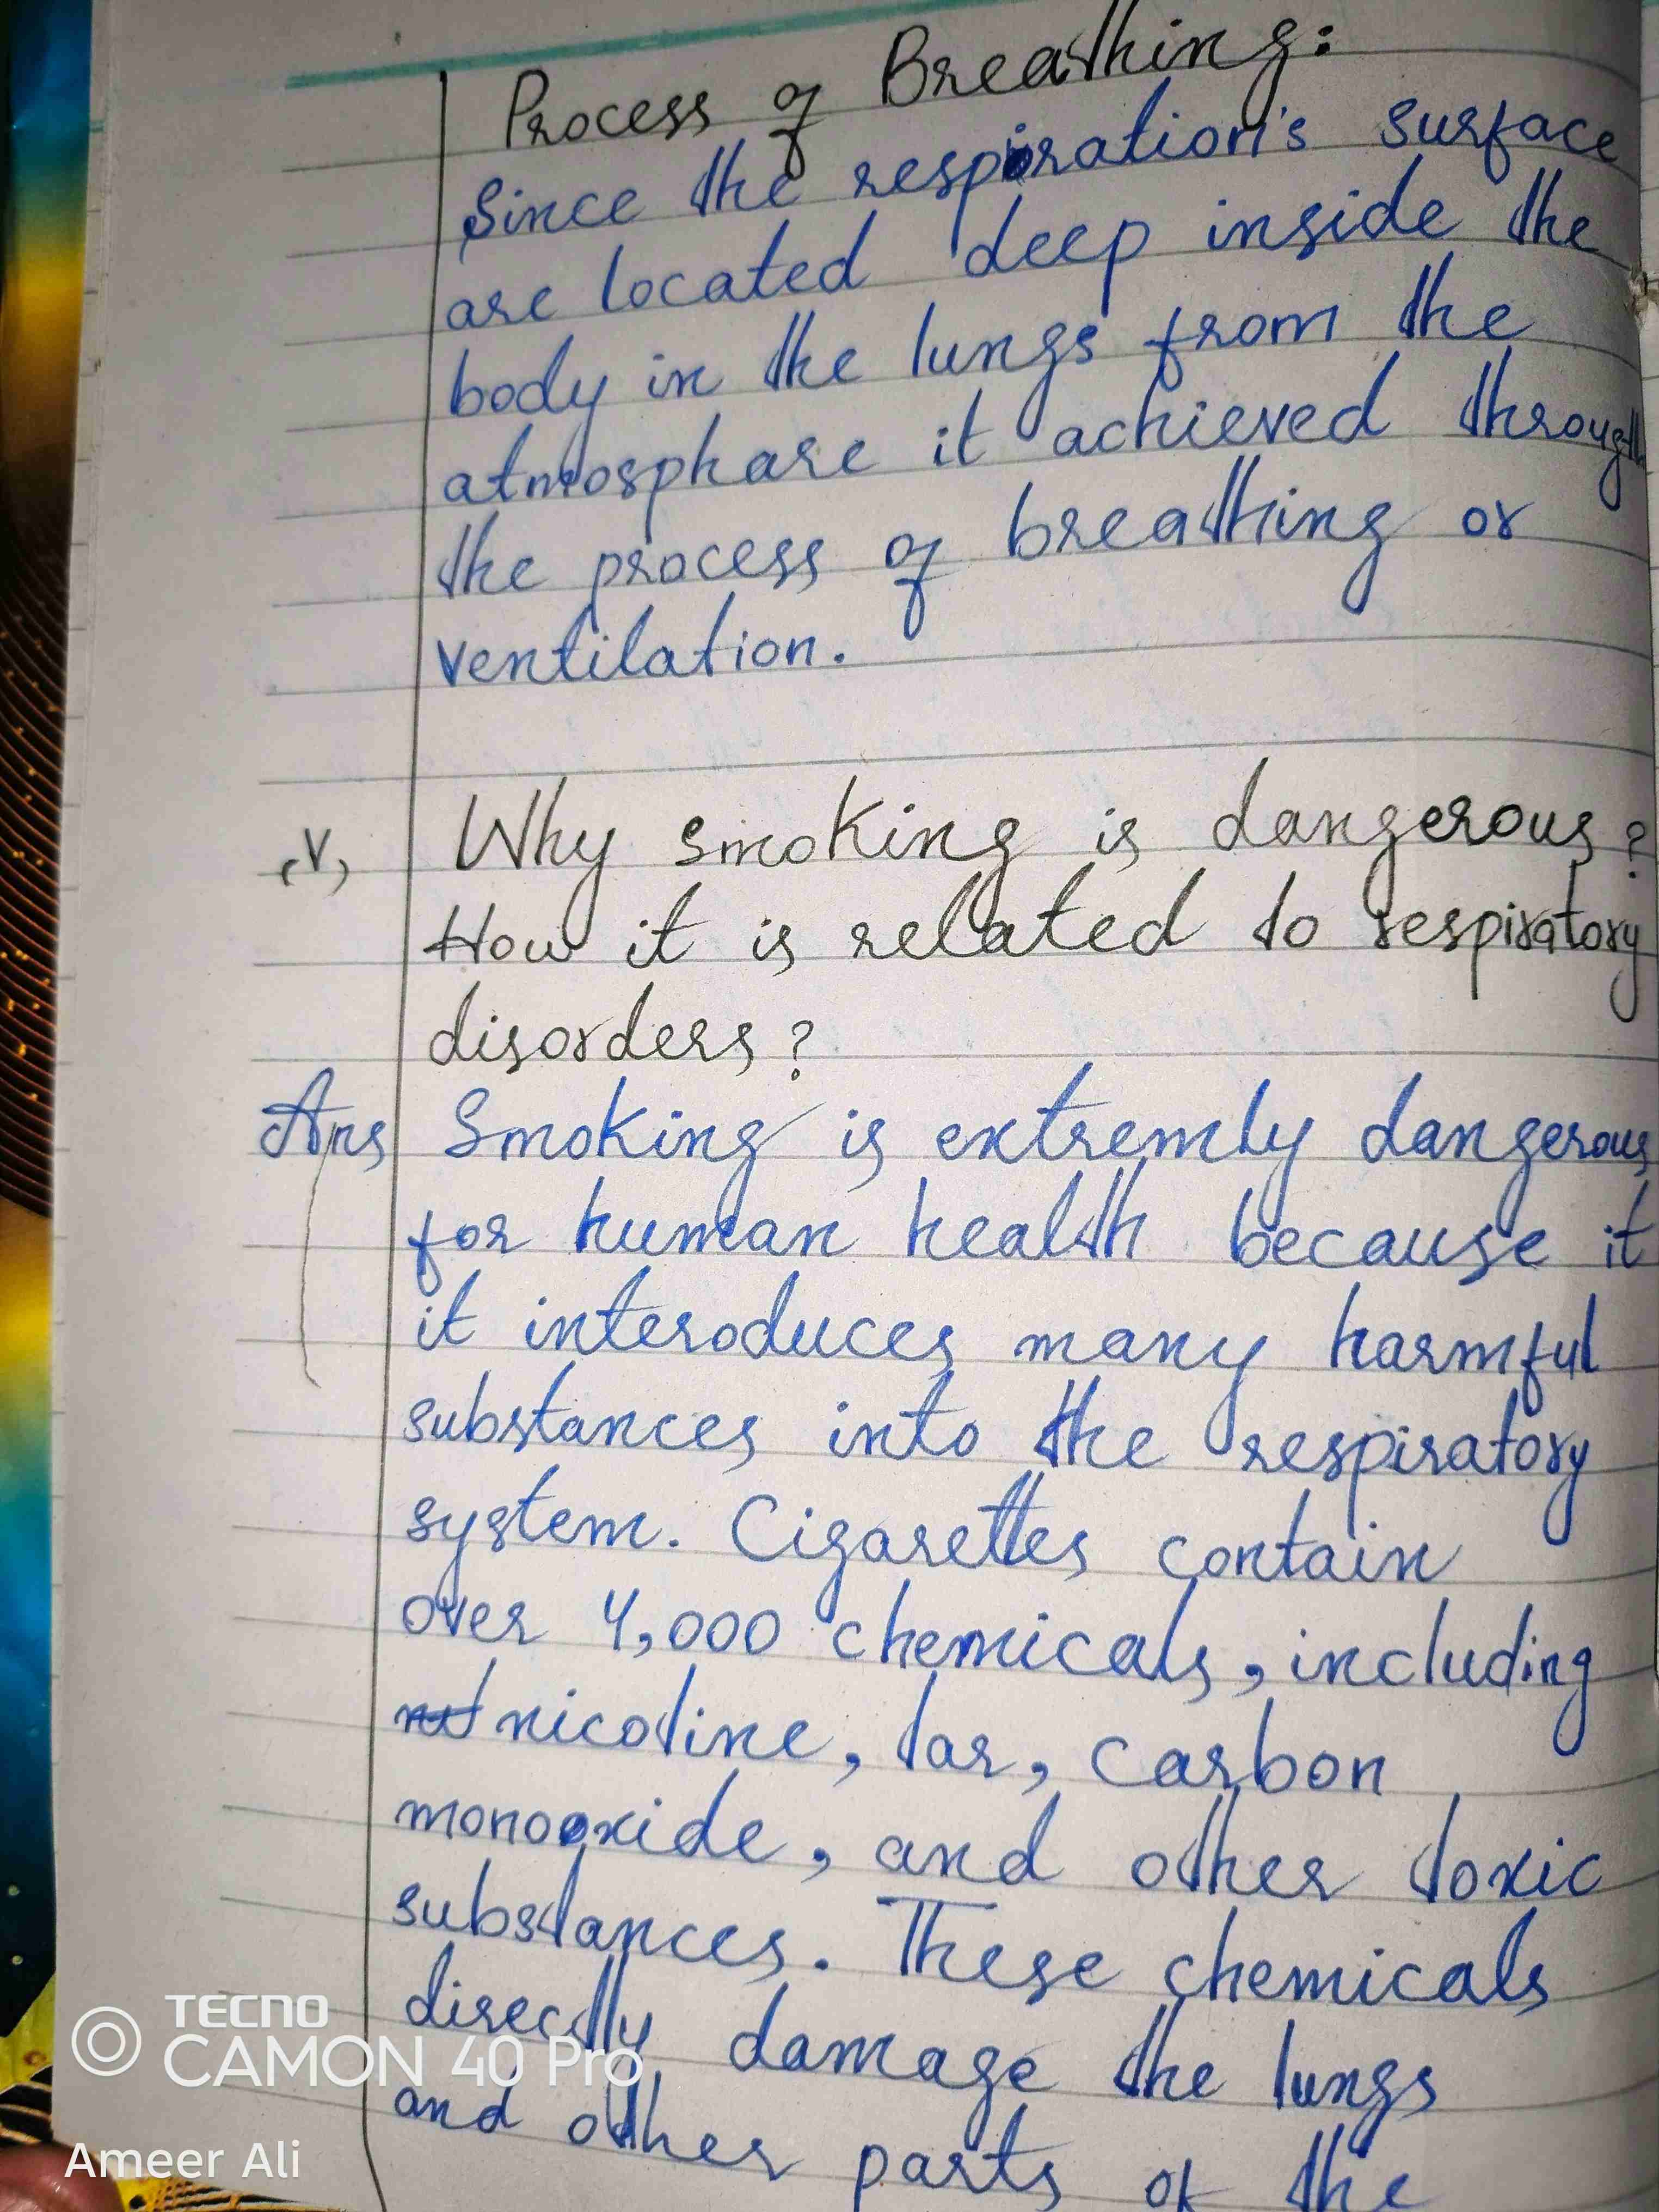 Process of Breathing:
Since the respiration's surface
are located deep inside the
body in the lungs from the
atmosphare it achieved through
the process of breathing or
ventilation.
(V) Why smoking is dangerous?
How it is related to respiratory
disorders?
Ans Smoking is extremly dangerous
for human health because it
it interoduces many harmful
substances into the respiratory
system. Cigarettes contain
over 4,000 chemicals, including
nicotine, tar, carbon
monooxide, and other toxic
substances. These chemicals
directly damage the lungs
and other parts of the
TECNO
CAMON 40 Pro
Ameer Ali